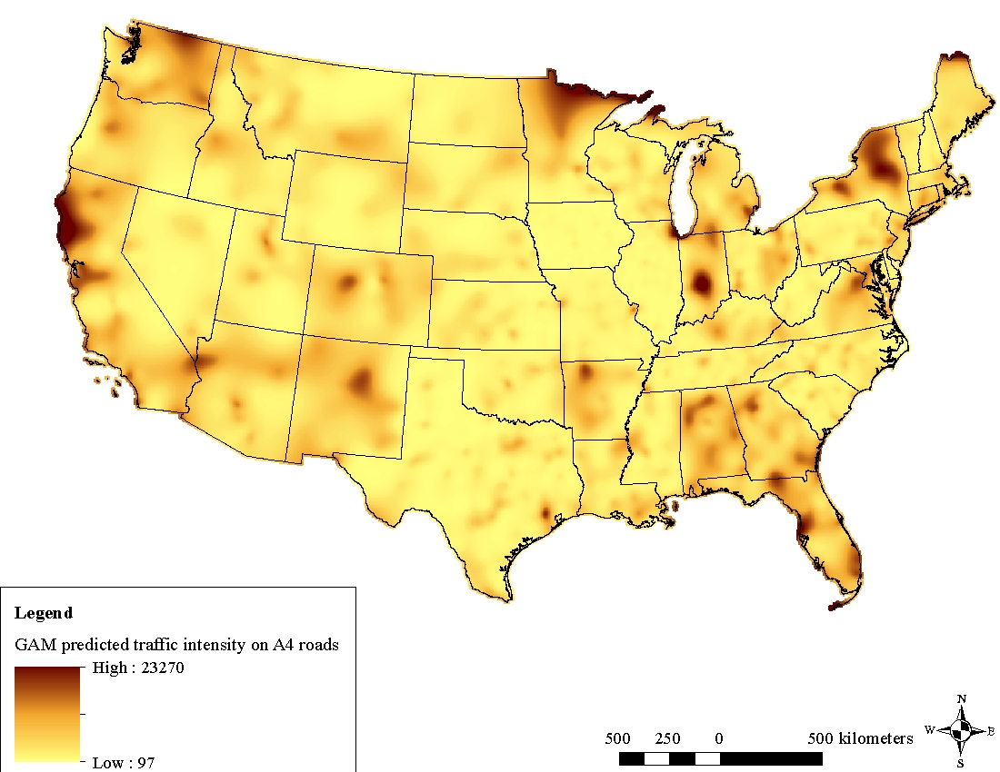 Legend
GAM predicted traffic intensity on A4 roads
High : 23270
Low : 97
500 250 0 500 kilometers
N
W E
S